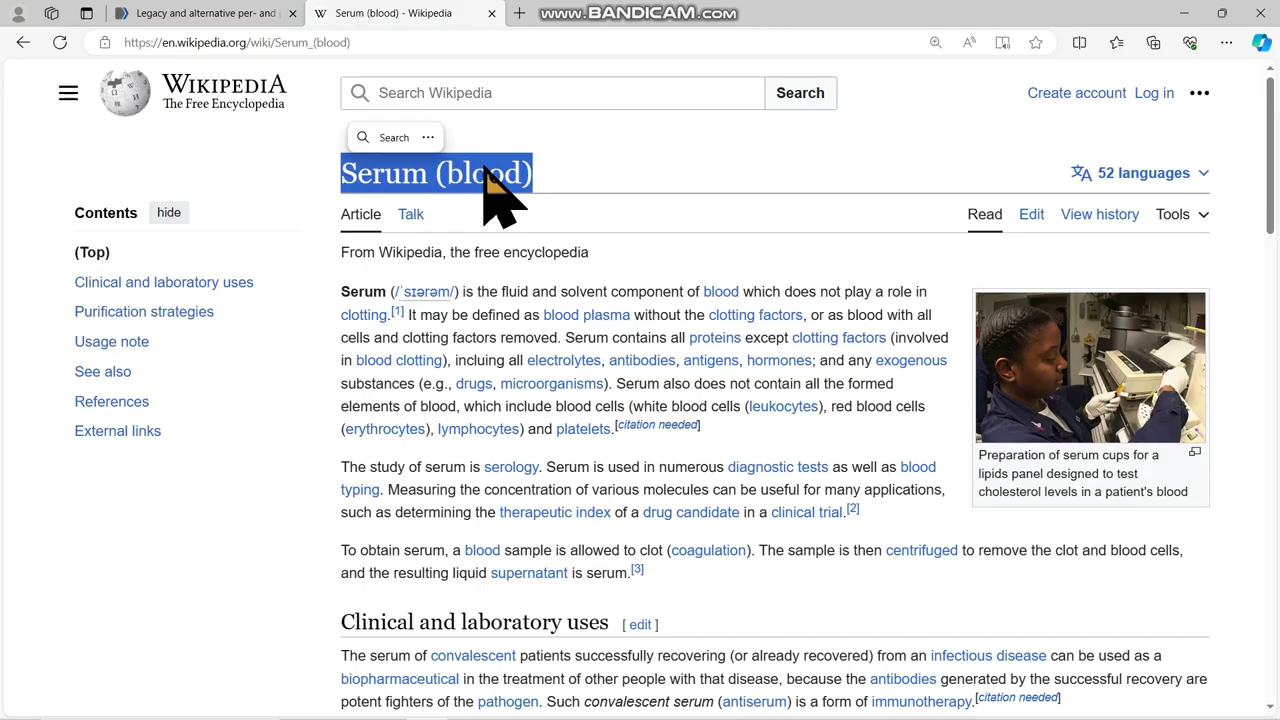 Legacy and alternative per- and
Serum (blood) - Wikipedia
www.BANDICAM.com
https://en.wikipedia.org/wiki/Serum_(blood)
WIKIPEDIA
The Free Encyclopedia
Search Wikipedia
Search
Create account Log in
Search
Serum (blood)
52 languages
Contents hide
Article Talk
Read Edit View history Tools
(Top)
Clinical and laboratory uses
Purification strategies
Usage note
See also
References
External links
From Wikipedia, the free encyclopedia
Serum (/ˈsɪərəm/) is the fluid and solvent component of blood which does not play a role in
clotting.[1] It may be defined as blood plasma without the clotting factors, or as blood with all
cells and clotting factors removed. Serum contains all proteins except clotting factors (involved
in blood clotting), incluing all electrolytes, antibodies, antigens, hormones; and any exogenous
substances (e.g., drugs, microorganisms). Serum also does not contain all the formed
elements of blood, which include blood cells (white blood cells (leukocytes), red blood cells
(erythrocytes), lymphocytes) and platelets.[citation needed]
Preparation of serum cups for a
lipids panel designed to test
cholesterol levels in a patient's blood
The study of serum is serology. Serum is used in numerous diagnostic tests as well as blood
typing. Measuring the concentration of various molecules can be useful for many applications,
such as determining the therapeutic index of a drug candidate in a clinical trial.[2]
To obtain serum, a blood sample is allowed to clot (coagulation). The sample is then centrifuged to remove the clot and blood cells,
and the resulting liquid supernatant is serum.[3]
Clinical and laboratory uses [ edit ]
The serum of convalescent patients successfully recovering (or already recovered) from an infectious disease can be used as a
biopharmaceutical in the treatment of other people with that disease, because the antibodies generated by the successful recovery are
potent fighters of the pathogen. Such convalescent serum (antiserum) is a form of immunotherapy.[citation needed]